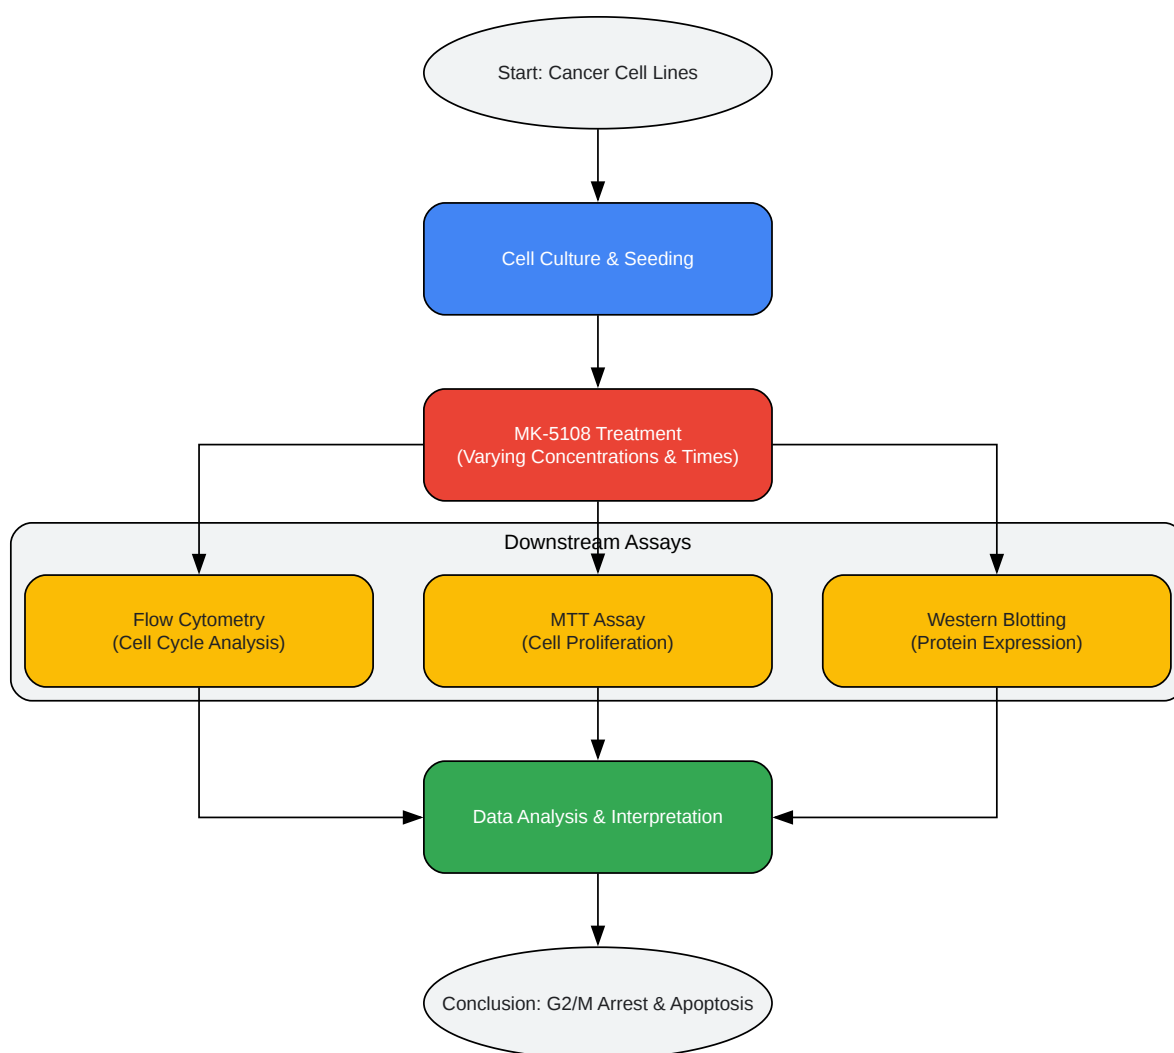 Start: Cancer Cell Lines
Cell Culture & Seeding
MK-5108 Treatment
(Varying Concentrations & Times)
Downstream Assays
Flow Cytometry
(Cell Cycle Analysis)
MTT Assay
(Cell Proliferation)
Western Blotting
(Protein Expression)
Data Analysis & Interpretation
Conclusion: G2/M Arrest & Apoptosis